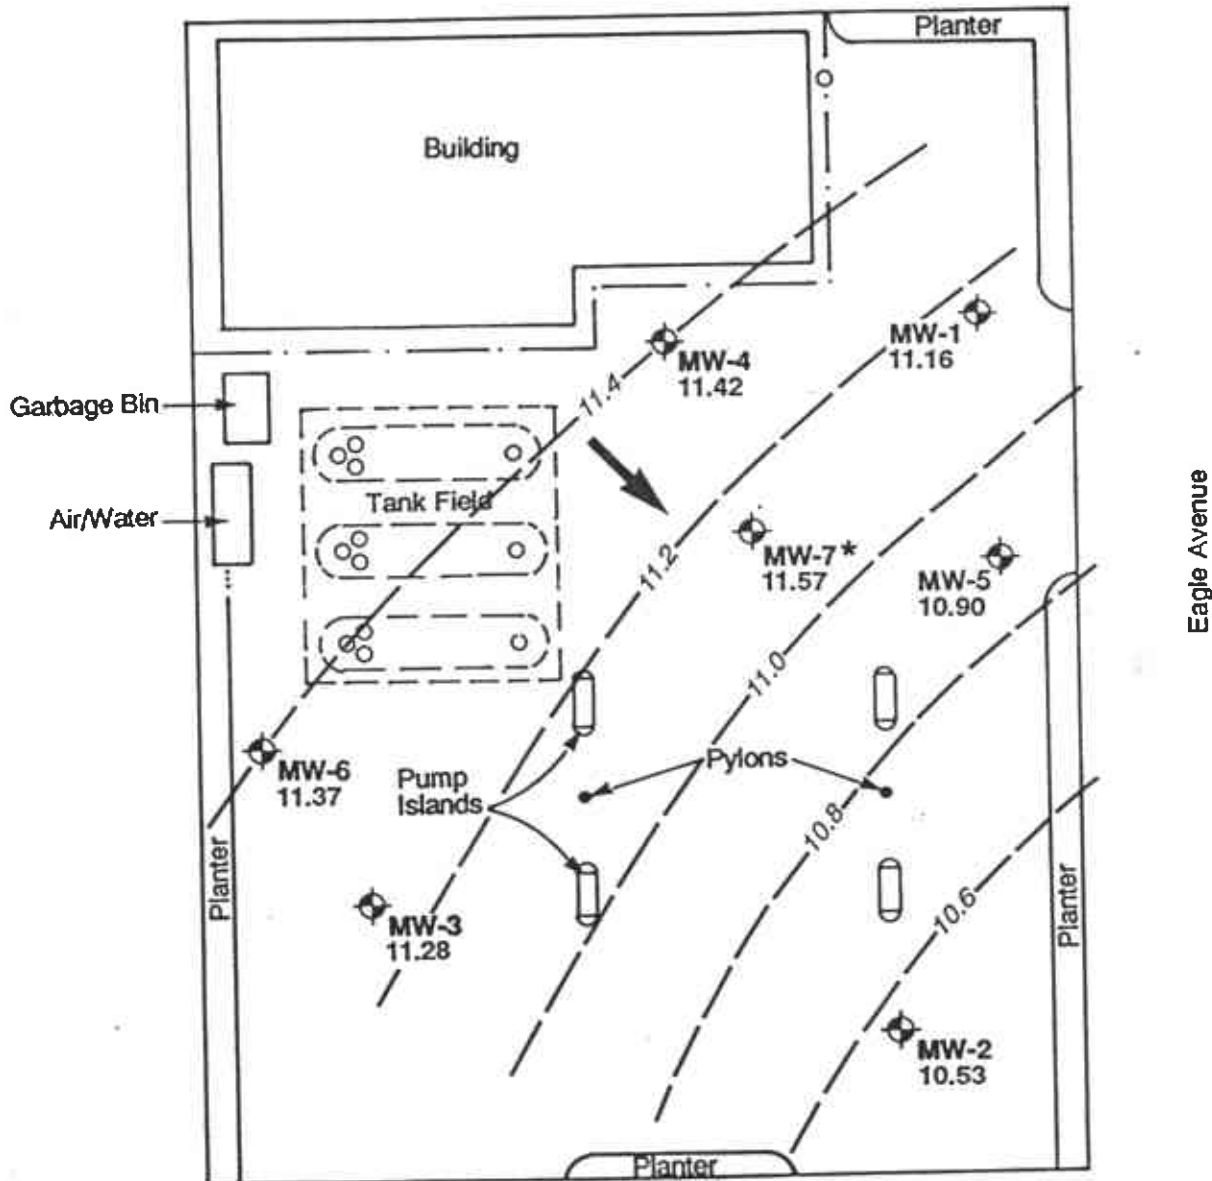 Planter
Building
MW-1
11.16
MW-4
11.42
11.4
Garbage Bin
Tank Field
Air/Water
11.2
MW-7*
11.57
MW-5
10.90
Eagle Avenue
11.0
Pylons
MW-6
11.37
Pump
Islands
10.8
Planter
MW-3
11.28
10.6
Planter
MW-2
10.53
Planter